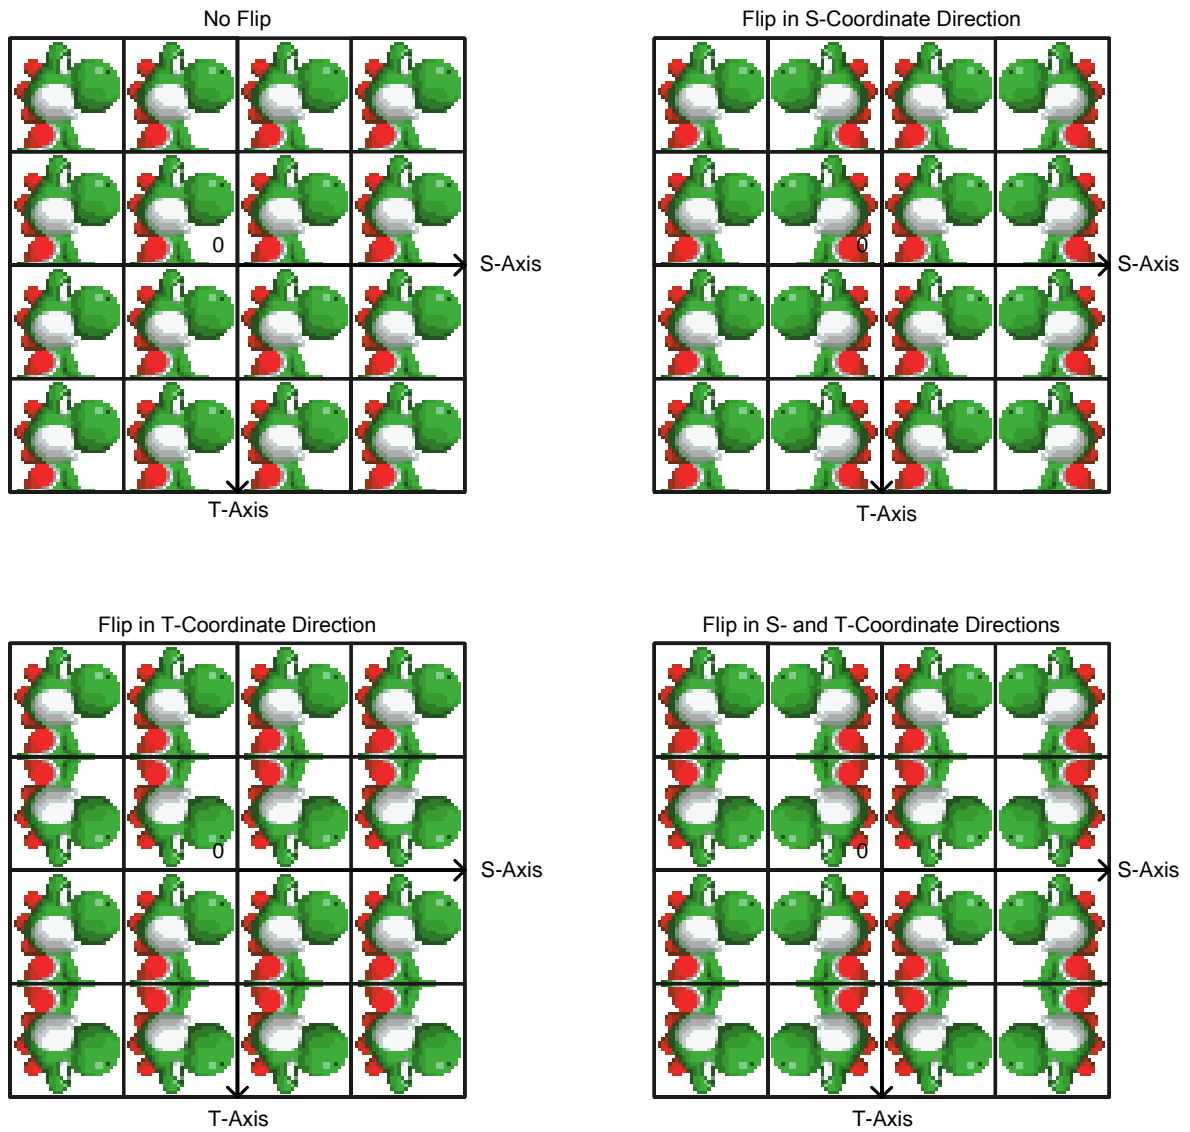 No Flip
Flip in S-Coordinate Direction
0
S-Axis
0
S-Axis
T-Axis
T-Axis
Flip in T-Coordinate Direction
Flip in S- and T-Coordinate Directions
0
S-Axis
0
S-Axis
T-Axis
T-Axis